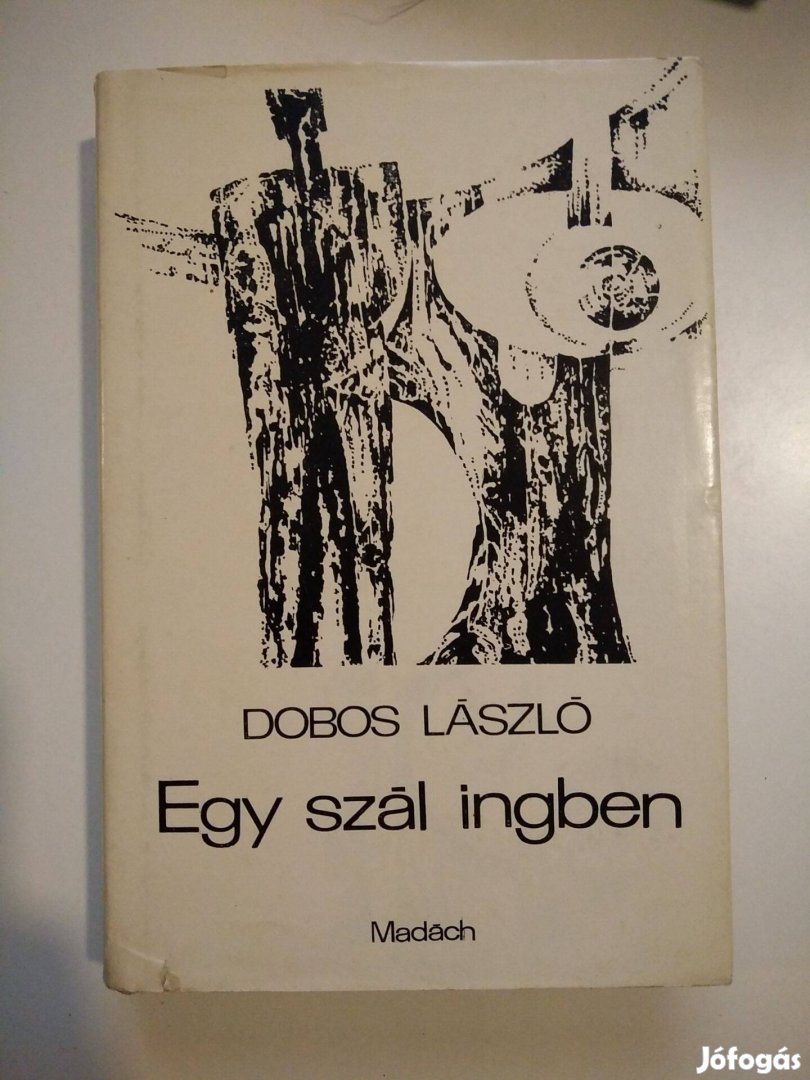 DOBOS LÁSZLÓ
Egy szál ingben
Madách
Jófogás